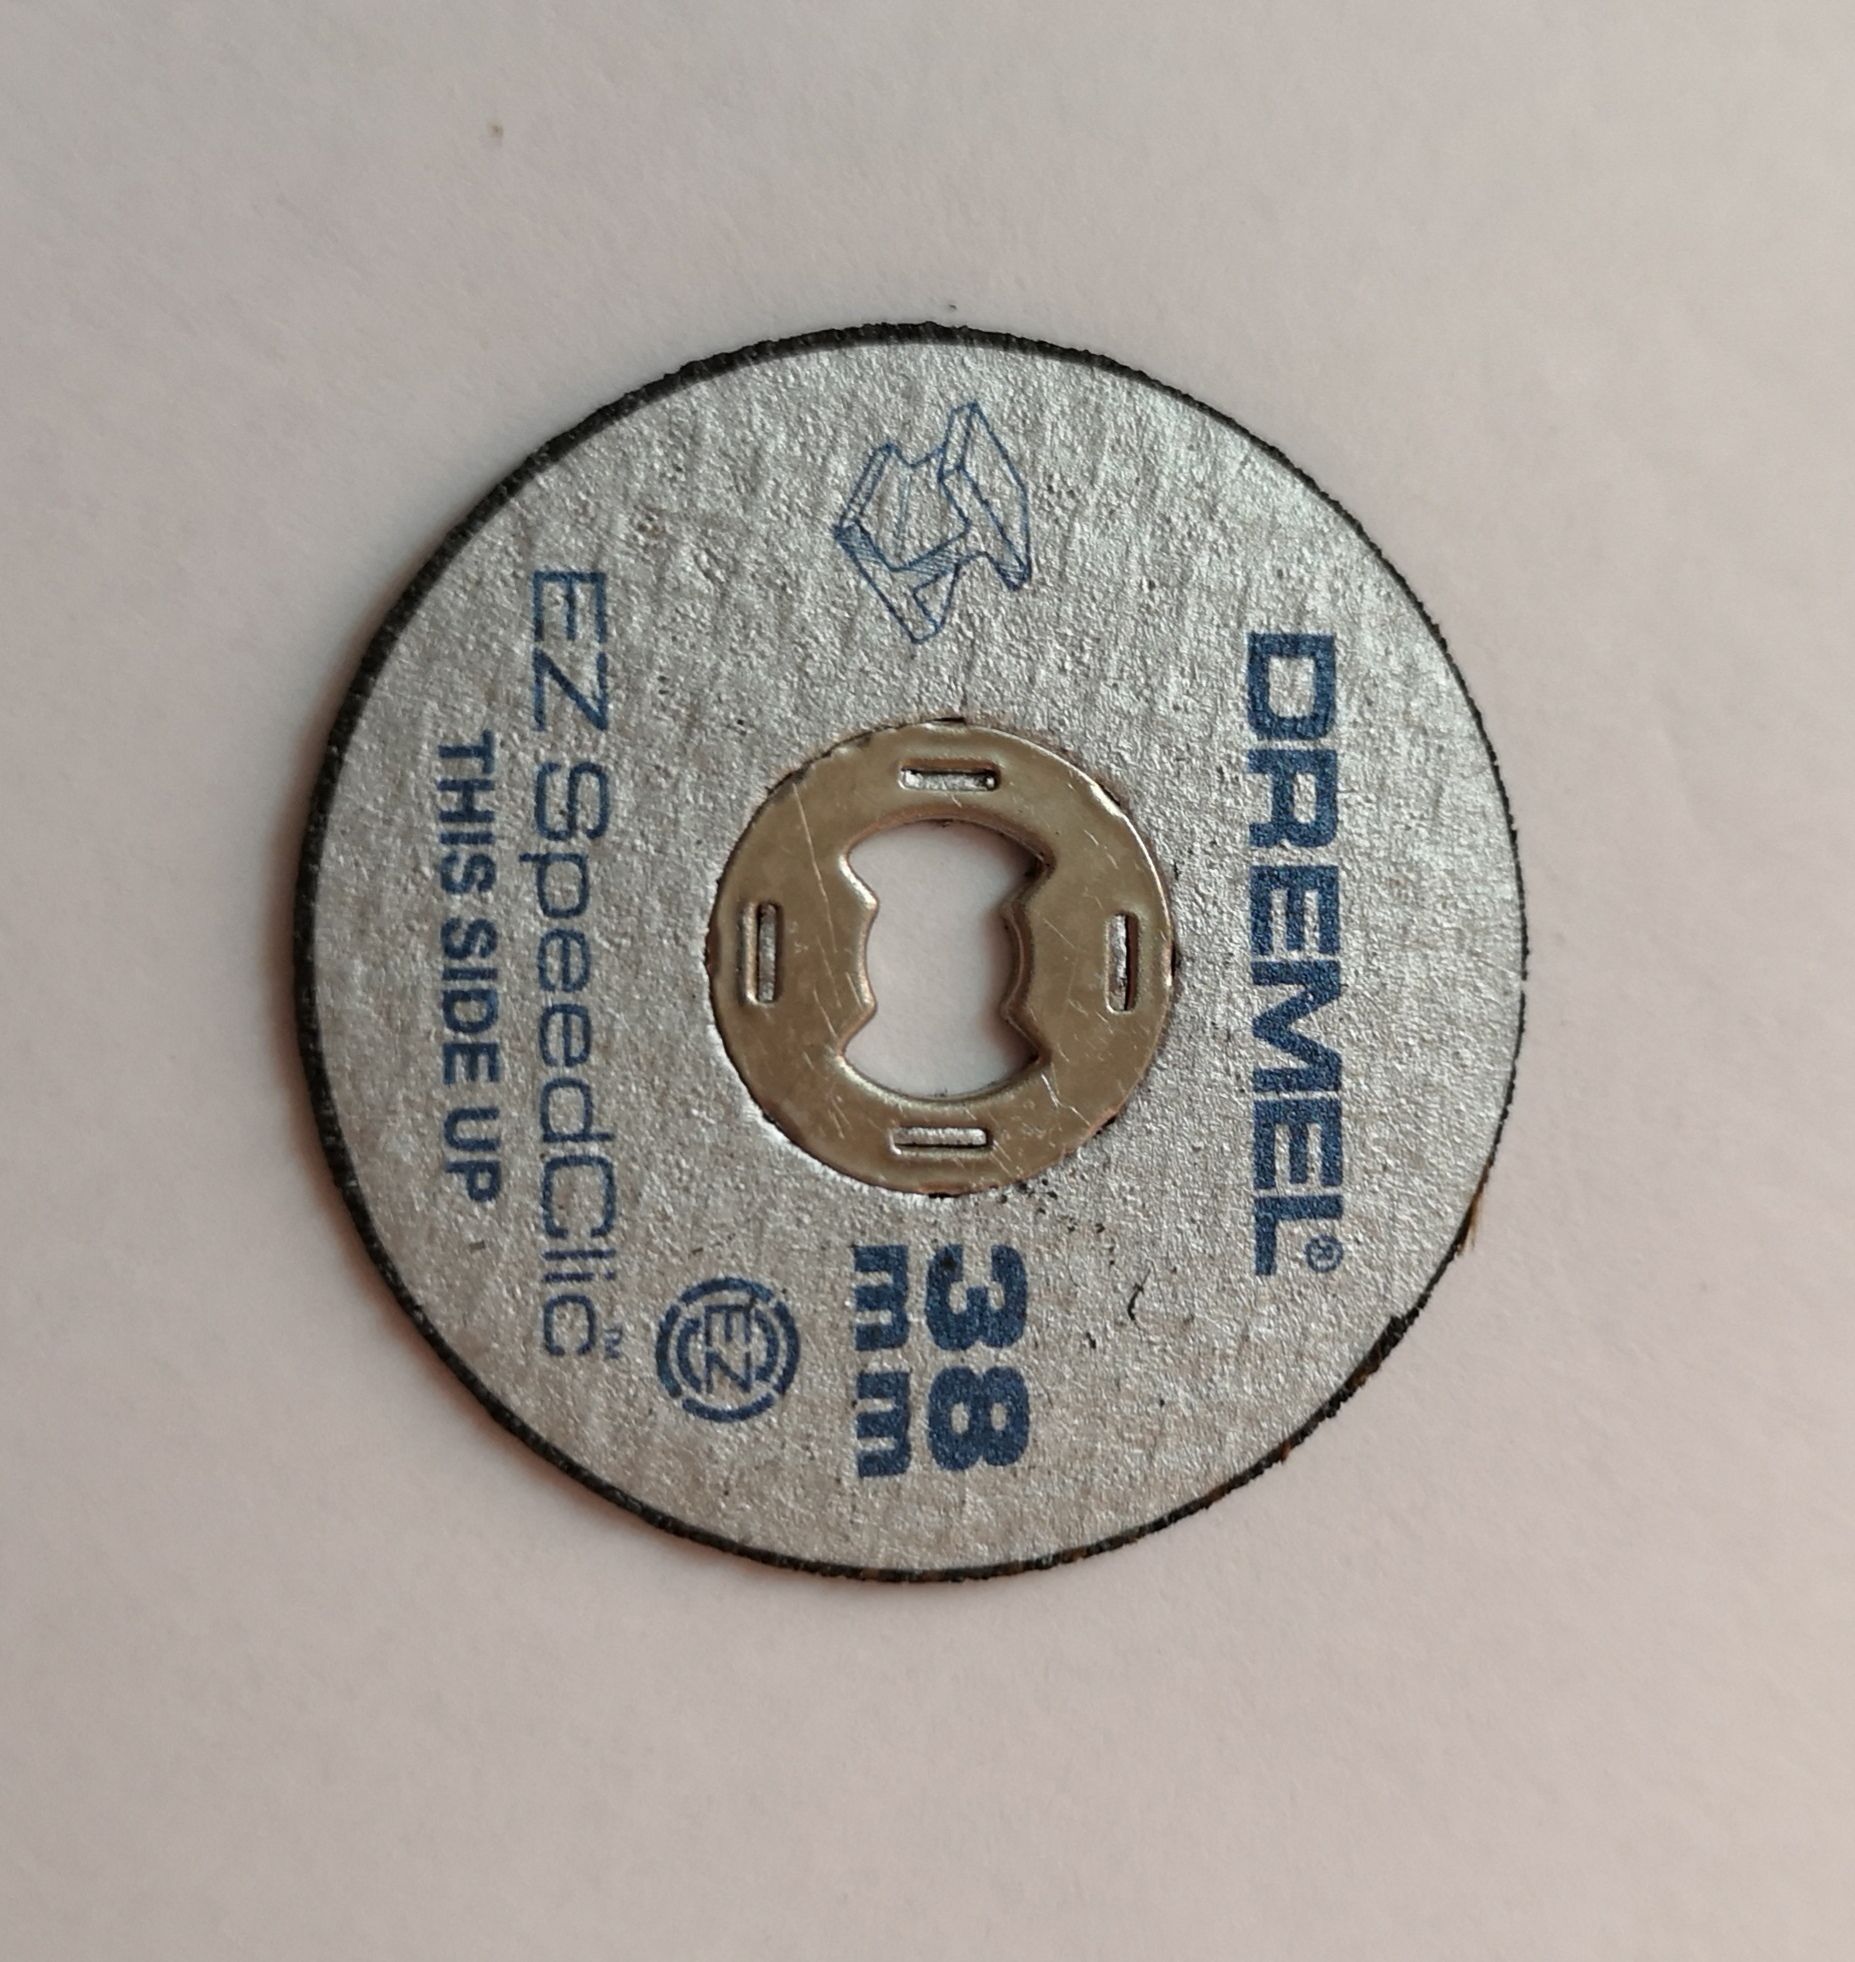 DREMEL®
38
mm
EZ
EZ SpeedClic™
THIS SIDE UP